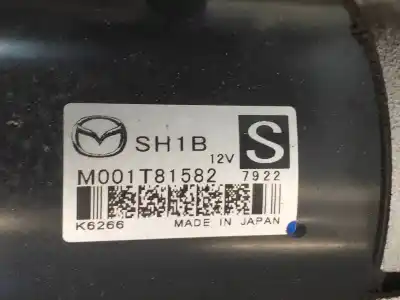 SH1B 12V S
M001T81582 7922
K6266 MADE IN JAPAN